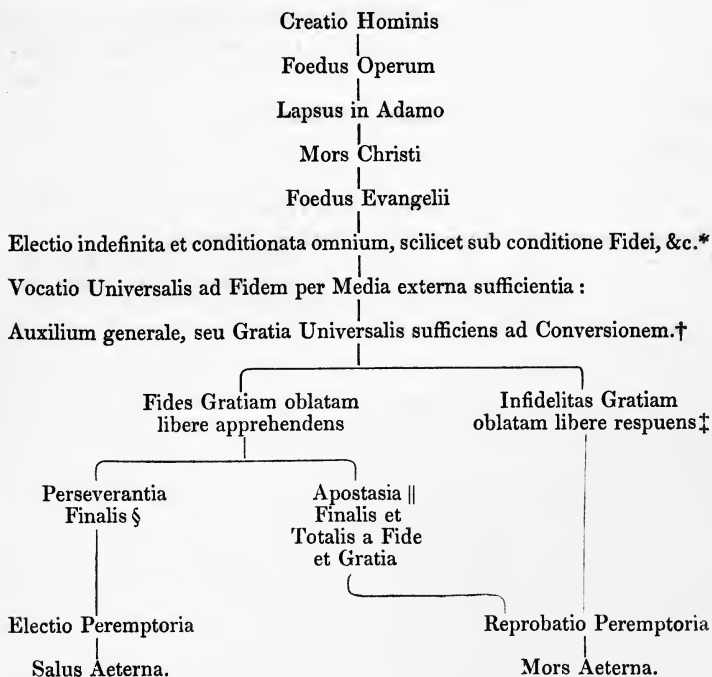 Creatio Hominis
Foedus Operum
Lapsus in Adamo
Mors Christi
Foedus Evangelii
Electio indefinita et conditionata omnium, scilicet sub conditione Fidei, &c.*
Vocatio Universalis ad Fidem per Media externa sufficientia :
Auxilium generale, seu Gratia Universalis sufficiens ad Conversionem.†
Fides Gratiam oblatam
libere apprehendens
Infidelitas Gratiam
oblatam libere respuens‡
Perseverantia
Finalis §
Apostasia ||
Finalis et
Totalis a Fide
et Gratia
Electio Peremptoria
Reprobatio Peremptoria
Salus Aeterna.
Mors Aeterna.